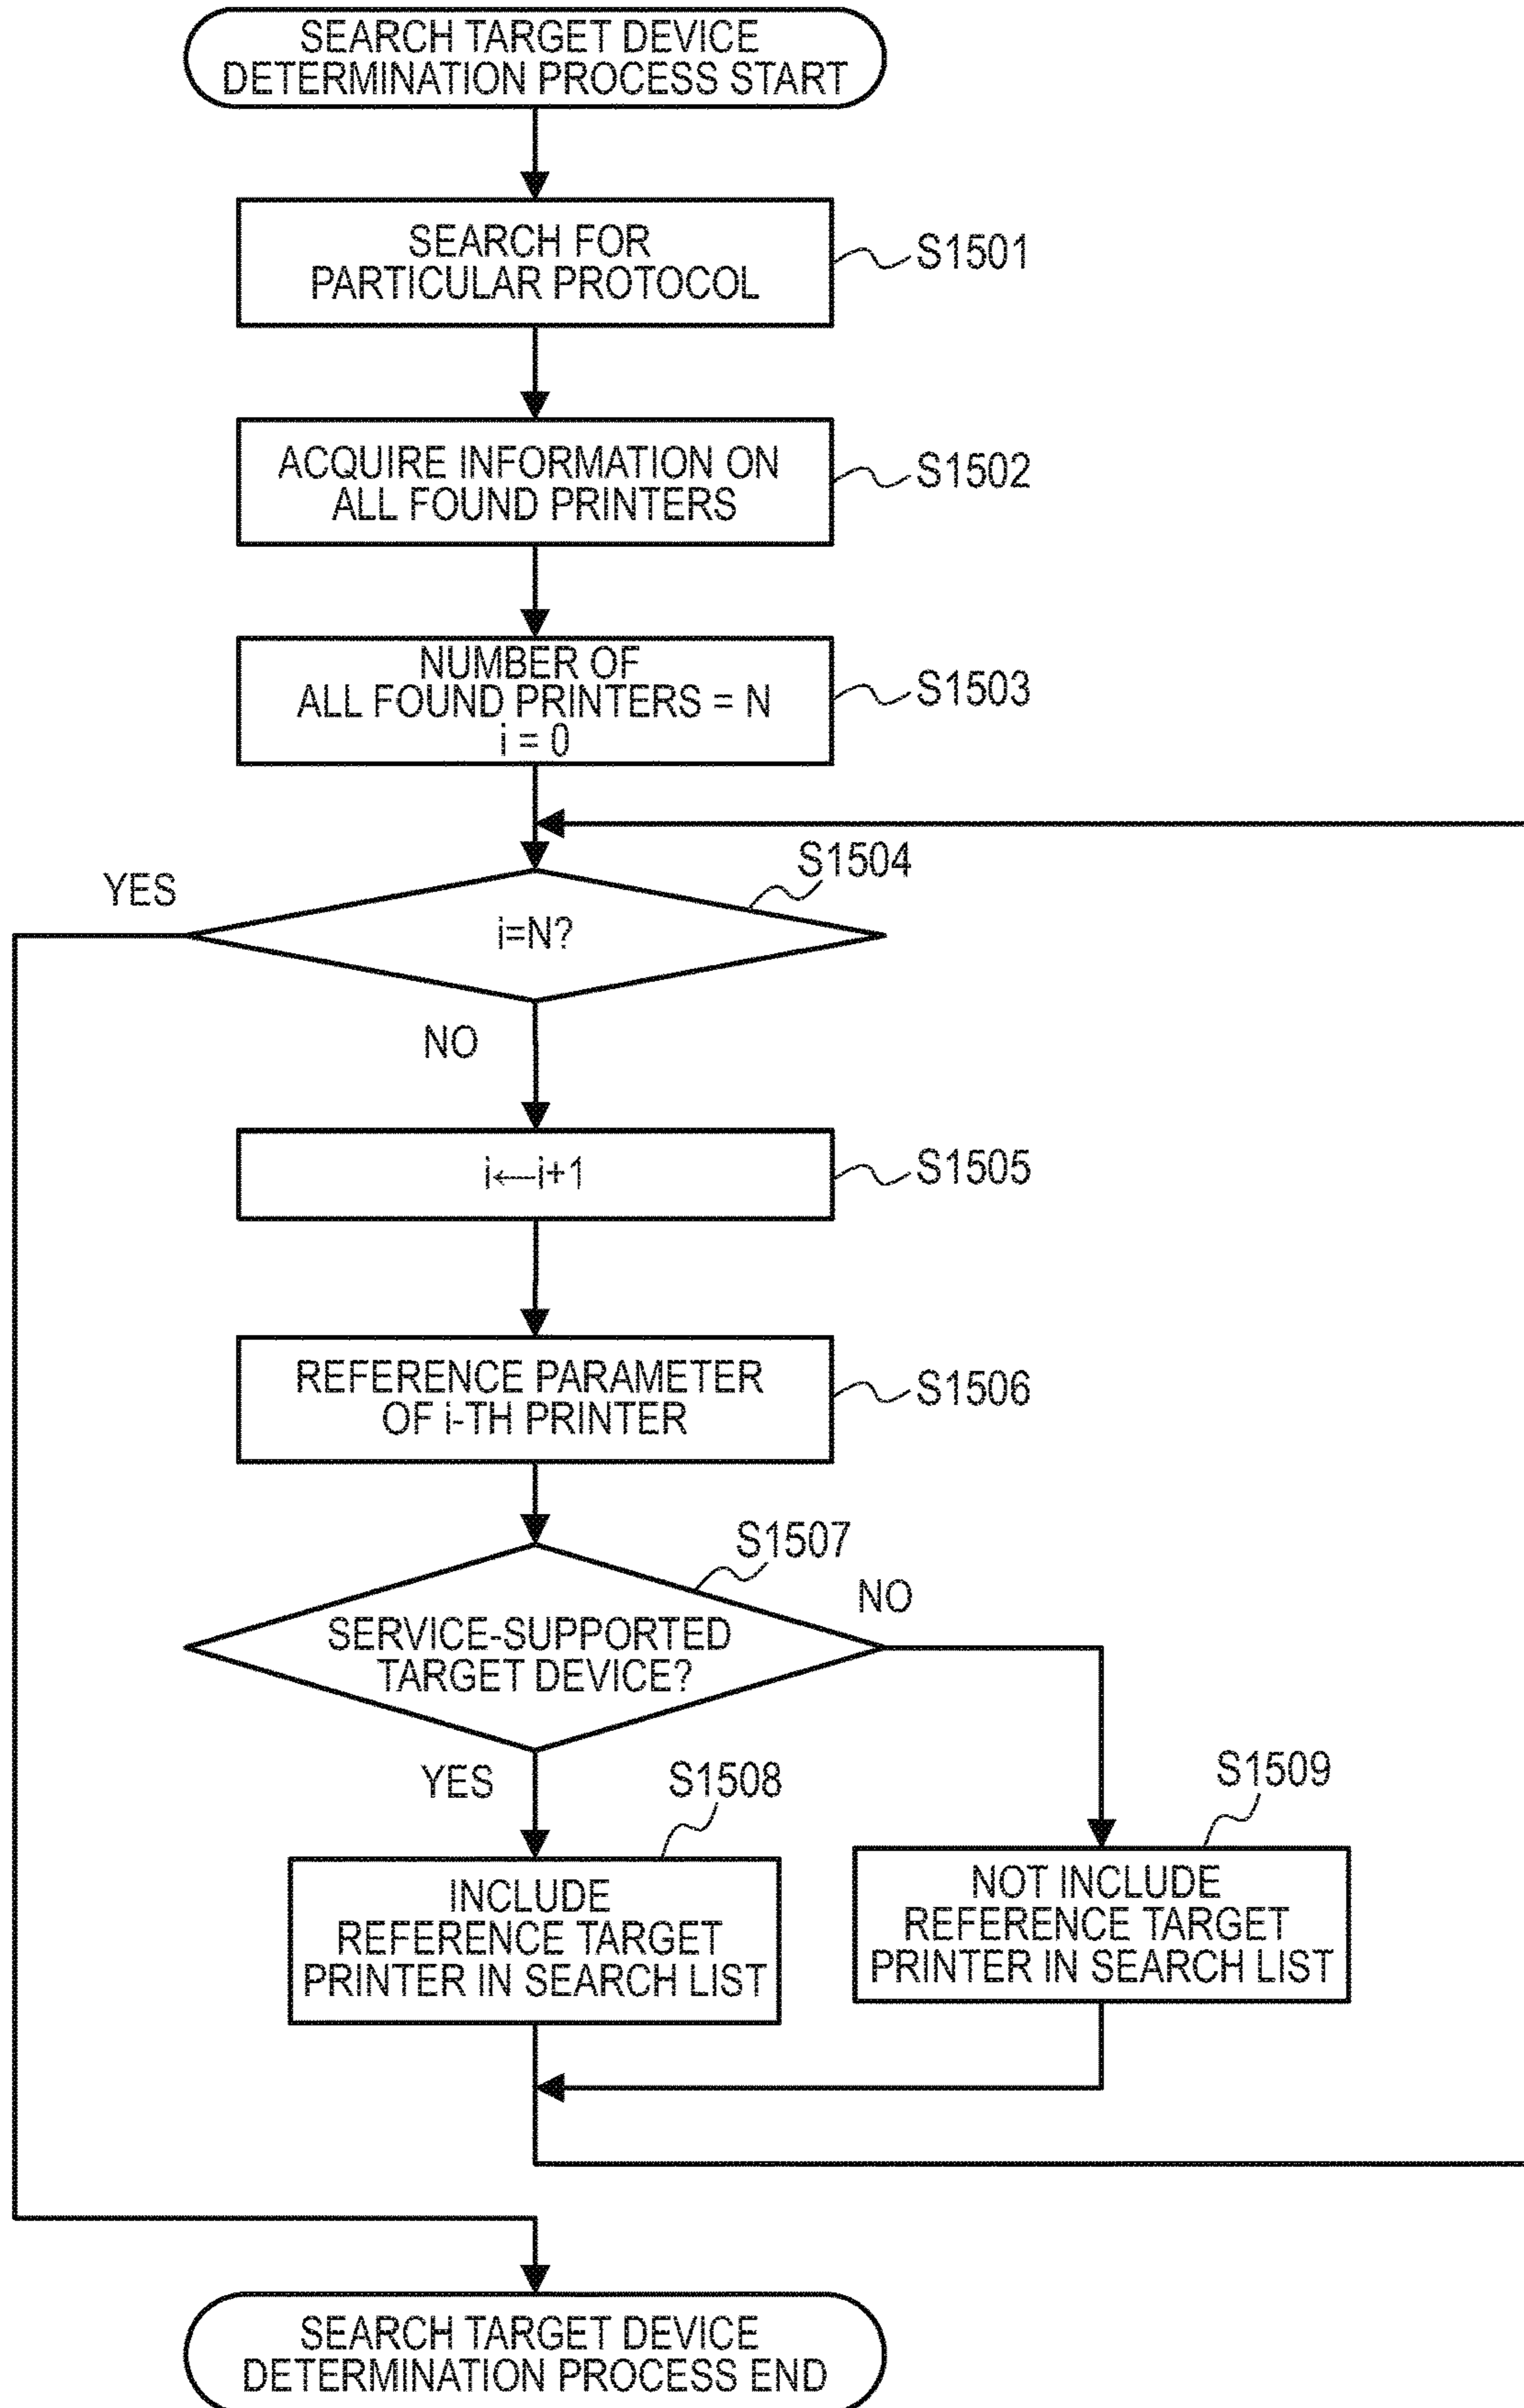 SEARCH TARGET DEVICE
DETERMINATION PROCESS START
SEARCH FOR
PARTICULAR PROTOCOL
S1501
ACQUIRE INFORMATION ON
ALL FOUND PRINTERS
S1502
NUMBER OF
ALL FOUND PRINTERS = N
i = 0
S1503
S1504
YES
i=N?
NO
i←i+1
S1505
REFERENCE PARAMETER
OF i-TH PRINTER
S1506
S1507
NO
SERVICE-SUPPORTED
TARGET DEVICE?
YES
S1508
S1509
INCLUDE
REFERENCE TARGET
PRINTER IN SEARCH LIST
NOT INCLUDE
REFERENCE TARGET
PRINTER IN SEARCH LIST
SEARCH TARGET DEVICE
DETERMINATION PROCESS END